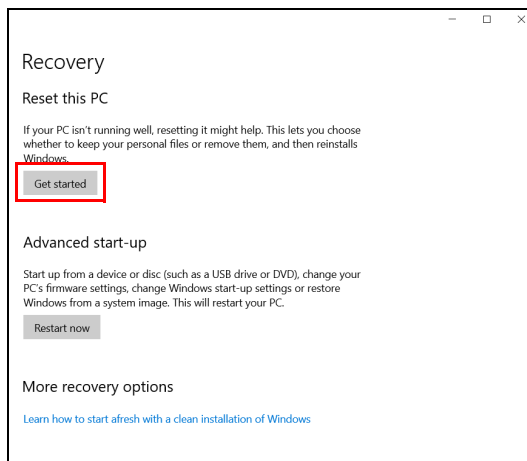 Recovery
Reset this PC
If your PC isn't running well, resetting it might help. This lets you choose
whether to keep your personal files or remove them, and then reinstalls
Windows.
Get started
Advanced start-up
Start up from a device or disc (such as a USB drive or DVD), change your
PC's firmware settings, change Windows start-up settings or restore
Windows from a system image. This will restart your PC.
Restart now
More recovery options
Learn how to start afresh with a clean installation of Windows